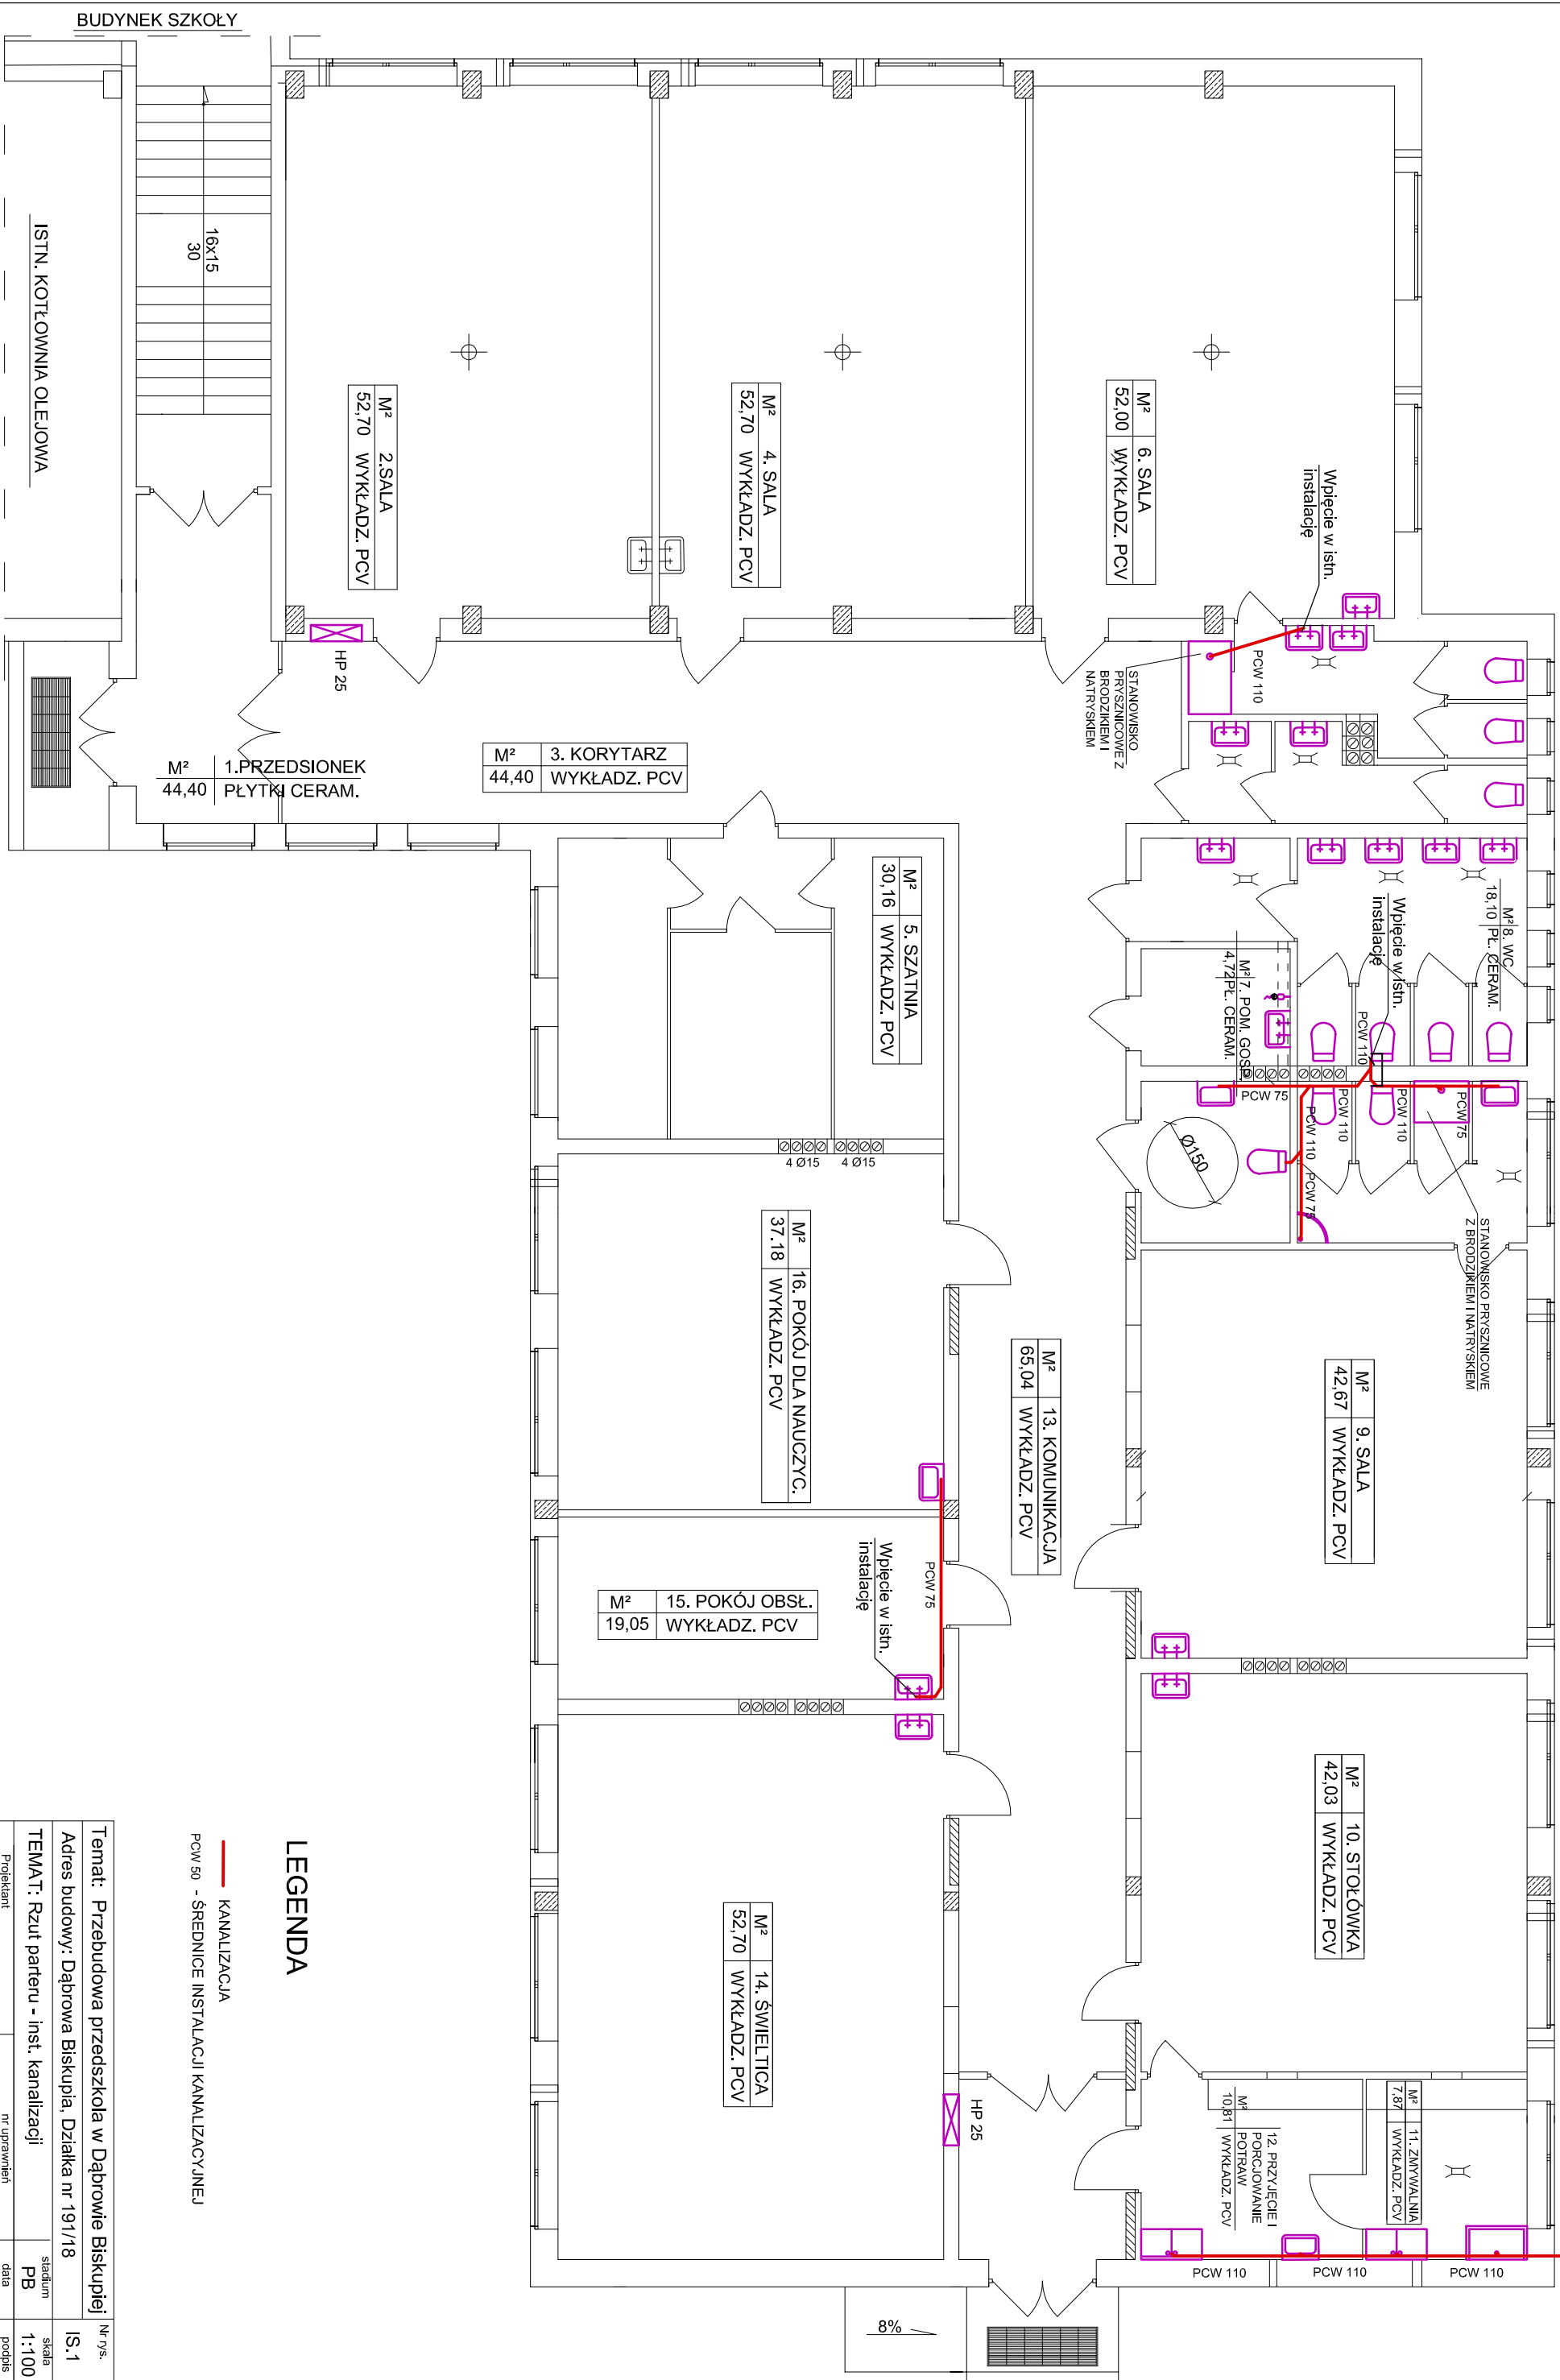 BUDYNEK SZKOŁY
ISTN. KOTŁOWNIA OLEJOWA
16x15
30
M² 2.SALA
52,70 WYKŁADZ. PCV
M² 4. SALA
52,70 WYKŁADZ. PCV
M² 6. SALA
52,00 WYKŁADZ. PCV
Wpięcie w istn.
instalację
HP 25
PCW 110
STANOWISKO
PRYSZNICOWE Z
BRODZIKIEM I
NATRYSKIEM
M² 1.PRZEDSIONEK
44,40 PŁYTKI CERAM.
M² 3. KORYTARZ
44,40 WYKŁADZ. PCV
M² 5. SZATNIA
30,16 WYKŁADZ. PCV
M² 8. WC
18,10 PŁ. CERAM.
Wpięcie w istn.
instalację
M² 7. POM. GOSP.
4,72 PŁ. CERAM.
PCW 110
PCW 75
PCW 110
PCW 110
PCW 110
PCW 75
PCW 75
Ø150
4 Ø15
4 Ø15
STANOWISKO PRYSZNICOWE
Z BRODZIKIEM I NATRYSKIEM
M² 16. POKÓJ DLA NAUCZYC.
37.18 WYKŁADZ. PCV
M² 13. KOMUNIKACJA
65,04 WYKŁADZ. PCV
M² 9. SALA
42,67 WYKŁADZ. PCV
PCW 75
Wpięcie w istn.
instalację
M² 15. POKÓJ OBSŁ.
19,05 WYKŁADZ. PCV
M² 10. STOŁÓWKA
42,03 WYKŁADZ. PCV
M² 14. ŚWIELTICA
52,70 WYKŁADZ. PCV
HP 25
M² 12. PRZYJĘCIE I
PORCJOWANIE
POTRAW
10,81 WYKŁADZ. PCV
M² 11. ZMYWALNIA
7,87 WYKŁADZ. PCV
PCW 110
PCW 110
PCW 110
8%
LEGENDA
KANALIZACJA
PCW 50 - ŚREDNICE INSTALACJI KANALIZACYJNEJ
Temat: Przebudowa przedszkola w Dąbrowie Biskupiej
Nr rys.
Adres budowy: Dąbrowa Biskupia, Działka nr 191/18
IS.1
TEMAT: Rzut parteru - inst. kanalizacji
stadium
PB
skala
1:100
Projektant
nr uprawnień
data
podpis